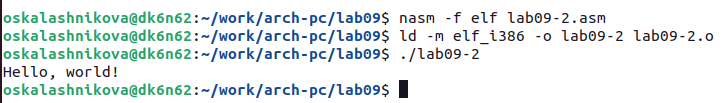 oskalashnikova@dk6n62:~/work/arch-pc/lab09$ nasm -f elf lab09-2.asm
oskalashnikova@dk6n62:~/work/arch-pc/lab09$ ld -m elf_i386 -o lab09-2 lab09-2.o
oskalashnikova@dk6n62:~/work/arch-pc/lab09$ ./lab09-2
Hello, world!
oskalashnikova@dk6n62:~/work/arch-pc/lab09$